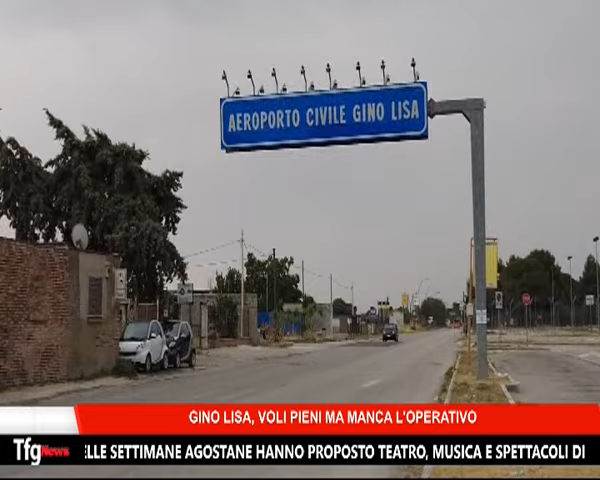 AEROPORTO CIVILE GINO LISA
GINO LISA, VOLI PIENI MA MANCA L'OPERATIVO
Tfg News
ELLE SETTIMANE AGOSTANE HANNO PROPOSTO TEATRO, MUSICA E SPETTACOLI DI